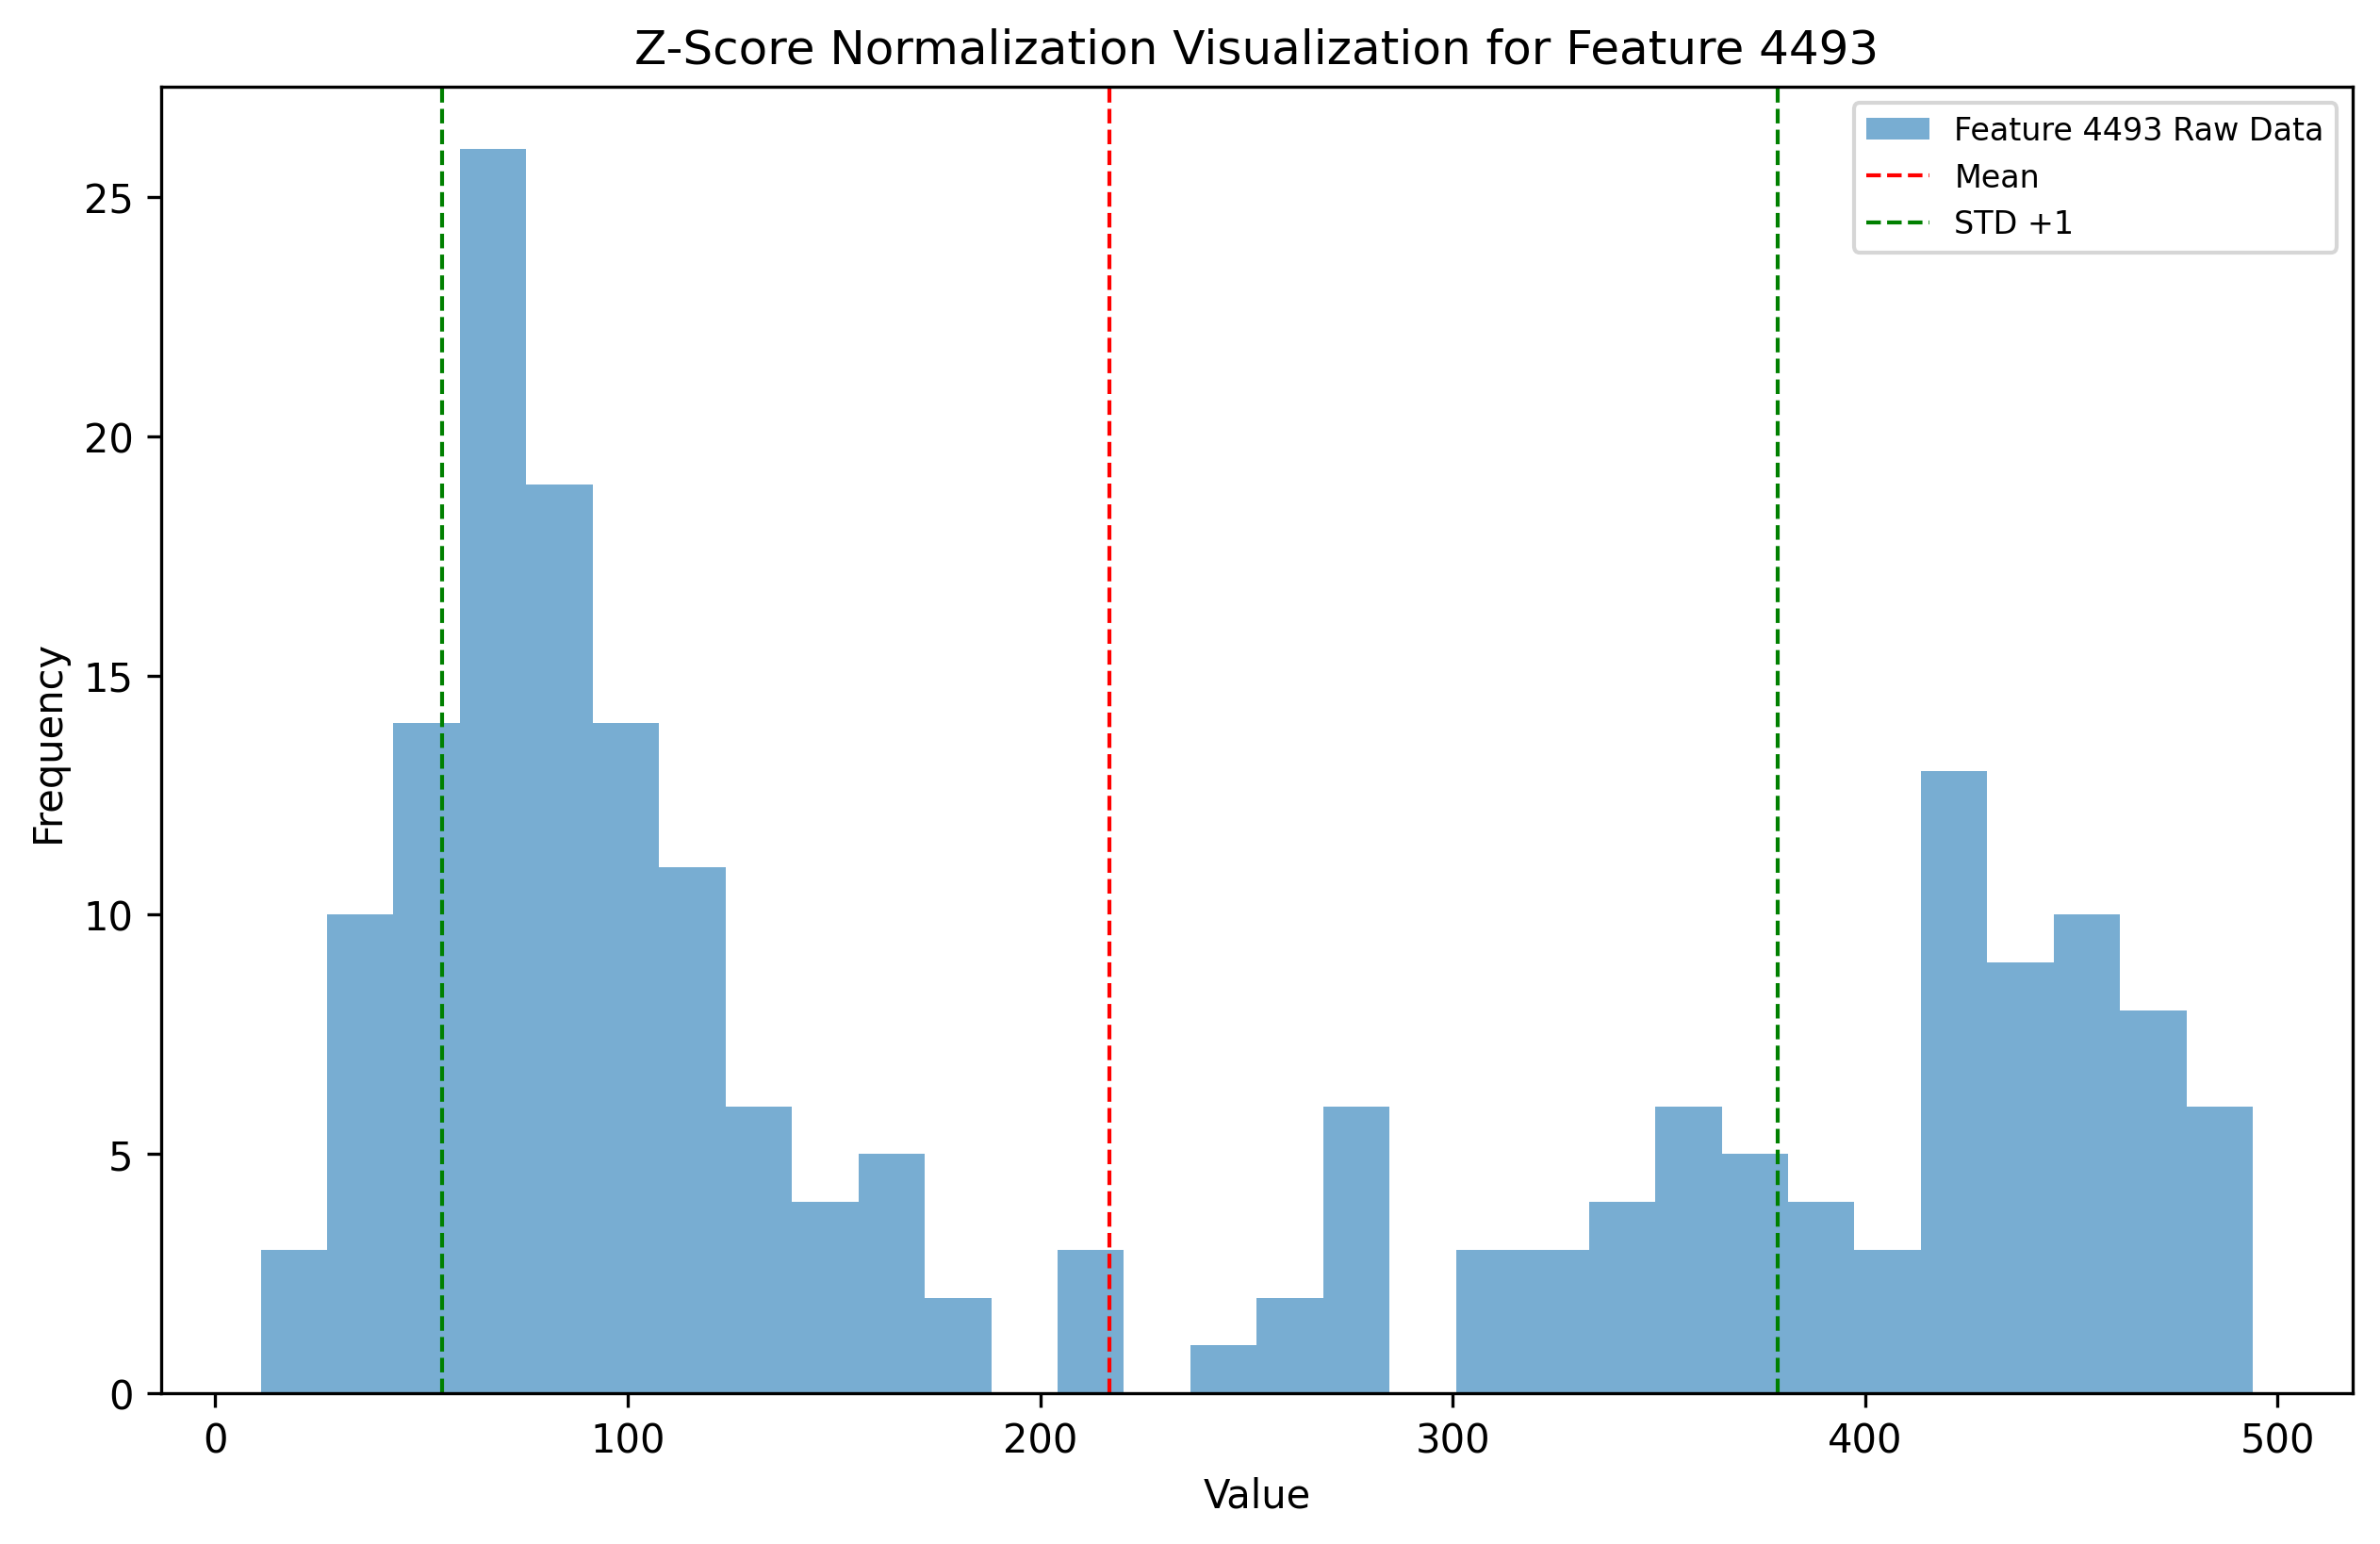 Z-Score Normalization Visualization for Feature 4493
Feature 4493 Raw Data
Mean
STD +1
25
20
15
10
5
0
Frequency
0 100 200 300 400 500
Value